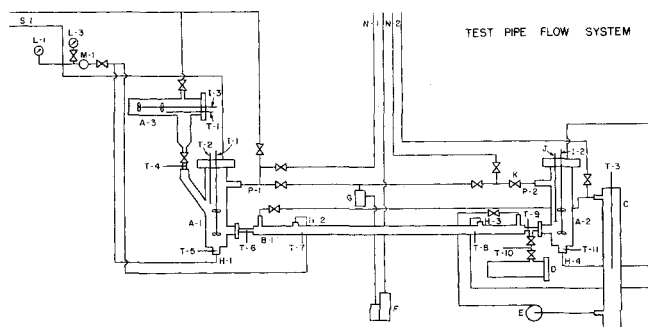 S-1
N-1
N-2
TEST PIPE FLOW SYSTEM
L-1
L-3
M-1
I-3
A-3
T-1
T-2
I-1
T-4
J
I-2
T-3
P-1
K
P-2
G
C
A-1
A-2
H-3
T-9
T-5
H-1
T-6
B-1
T-7
T-8
T-10
T-11
H-4
D
F
E